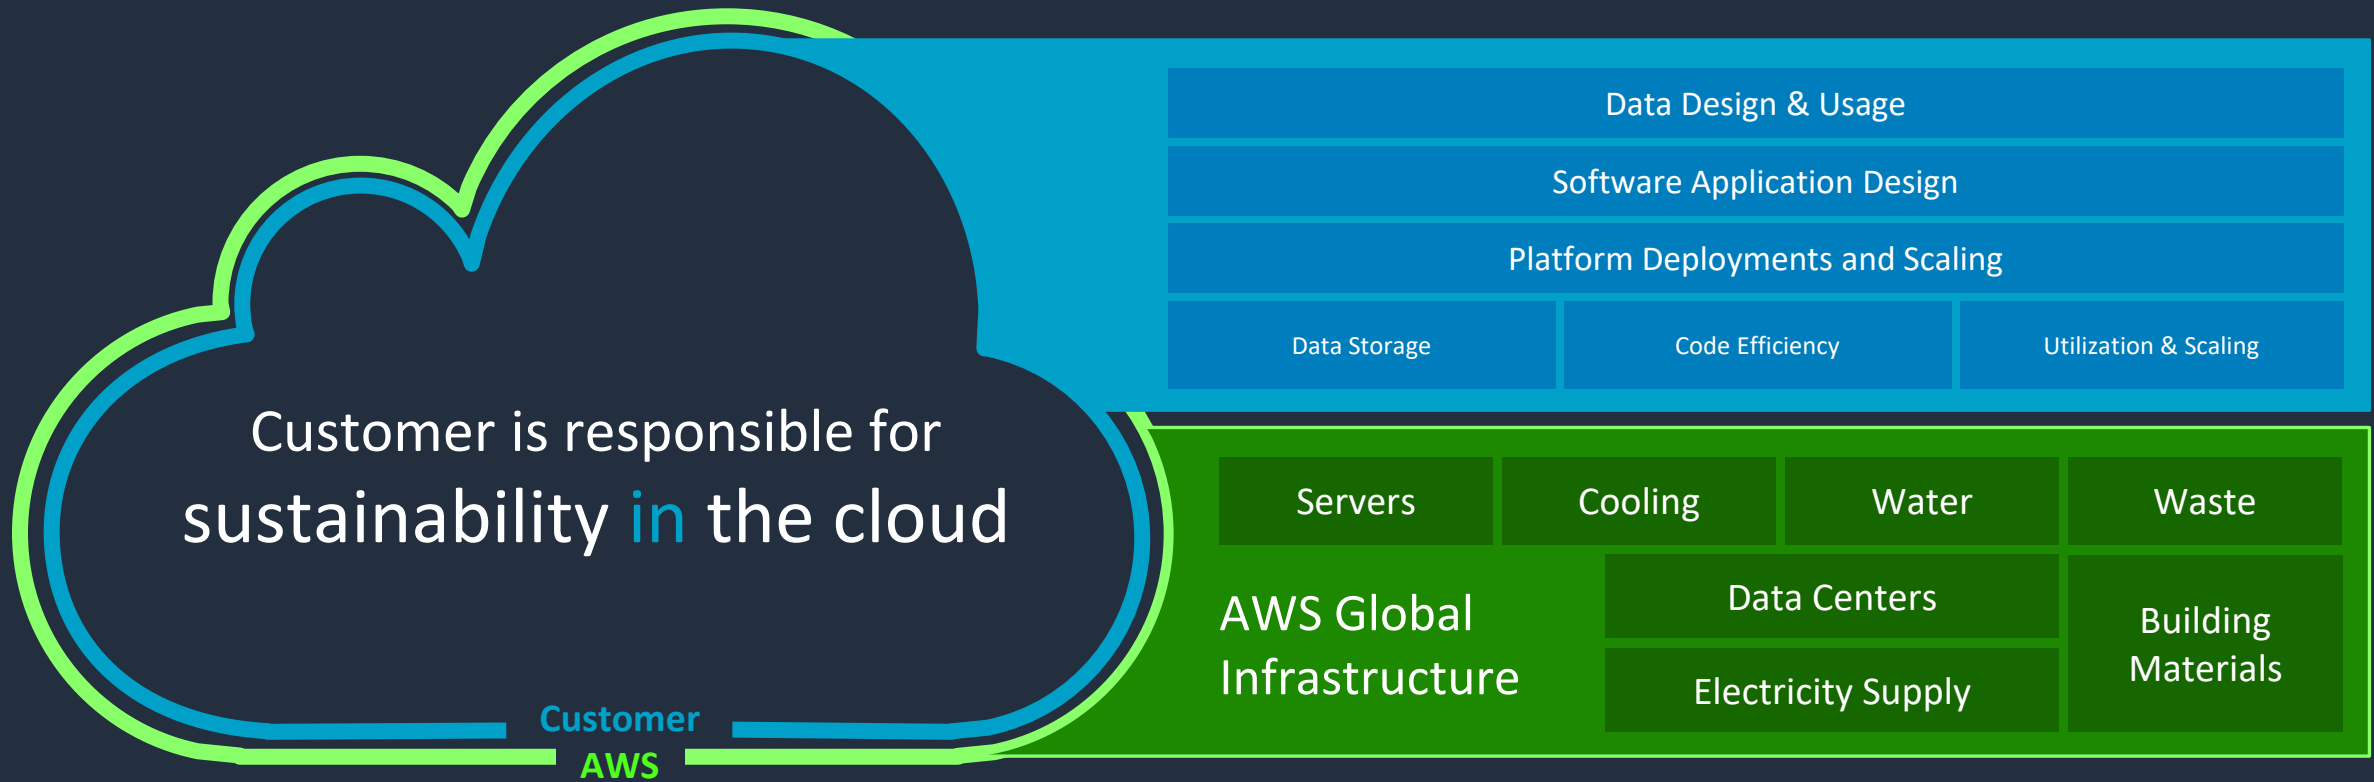 Customer is responsible for
sustainability in the cloud
Customer
AWS
Data Design & Usage
Software Application Design
Platform Deployments and Scaling
Data Storage
Code Efficiency
Utilization & Scaling
Servers
Cooling
Water
Waste
AWS Global
Infrastructure
Data Centers
Electricity Supply
Building
Materials